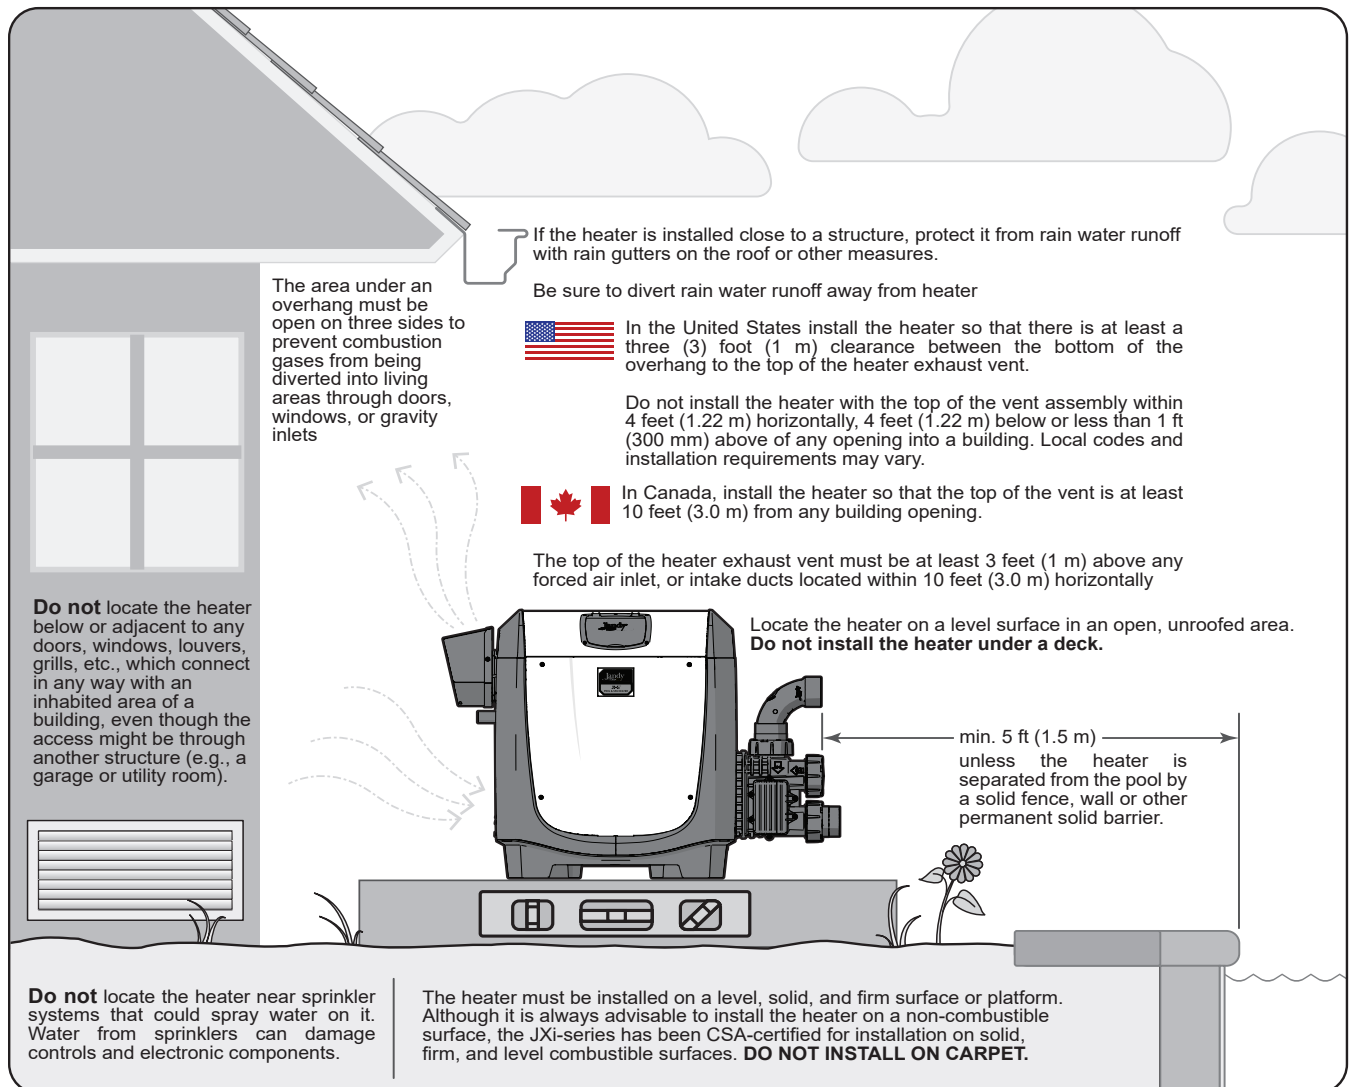 If the heater is installed close to a structure, protect it from rain water runoff
with rain gutters on the roof or other measures.
Be sure to divert rain water runoff away from heater
The area under an
overhang must be
open on three sides to
prevent combustion
gases from being
diverted into living
areas through doors,
windows, or gravity
inlets
In the United States install the heater so that there is at least a
three (3) foot (1 m) clearance between the bottom of the
overhang to the top of the heater exhaust vent.
Do not install the heater with the top of the vent assembly within
4 feet (1.22 m) horizontally, 4 feet (1.22 m) below or less than 1 ft
(300 mm) above of any opening into a building. Local codes and
installation requirements may vary.
In Canada, install the heater so that the top of the vent is at least
10 feet (3.0 m) from any building opening.
The top of the heater exhaust vent must be at least 3 feet (1 m) above any
forced air inlet, or intake ducts located within 10 feet (3.0 m) horizontally
Do not locate the heater
below or adjacent to any
doors, windows, louvers,
grills, etc., which connect
in any way with an
inhabited area of a
building, even though the
access might be through
another structure (e.g., a
garage or utility room).
Locate the heater on a level surface in an open, unroofed area.
Do not install the heater under a deck.
Jandy
min. 5 ft (1.5 m)
unless the heater is
separated from the pool by
a solid fence, wall or other
permanent solid barrier.
Do not locate the heater near sprinkler
systems that could spray water on it.
Water from sprinklers can damage
controls and electronic components.
The heater must be installed on a level, solid, and firm surface or platform.
Although it is always advisable to install the heater on a non-combustible
surface, the JXi-series has been CSA-certified for installation on solid,
firm, and level combustible surfaces. DO NOT INSTALL ON CARPET.